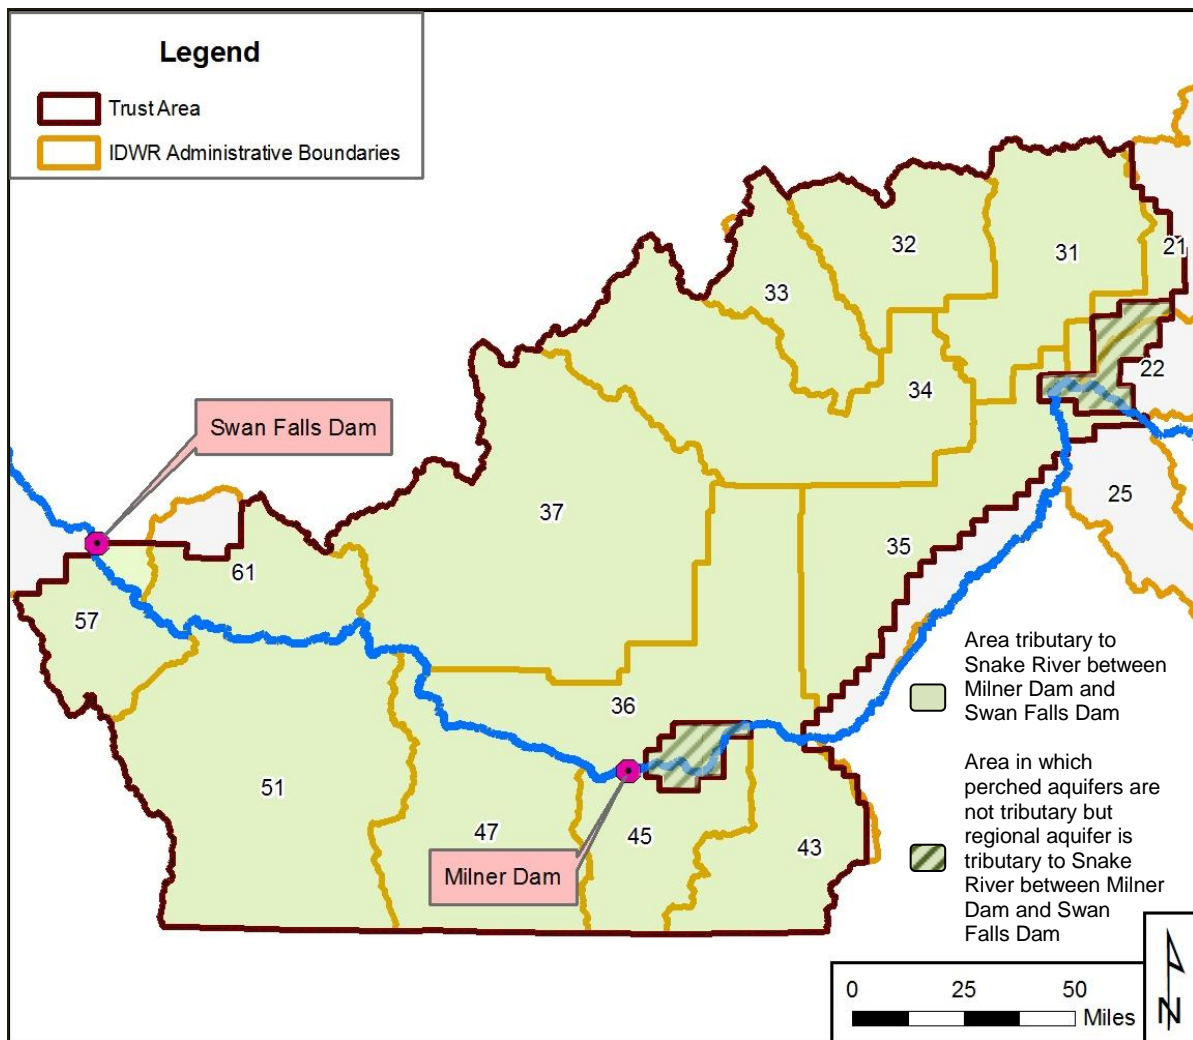 Legend
Trust Area
IDWR Administrative Boundaries
32
31
21
33
22
34
Swan Falls Dam
25
37
35
61
57
Area tributary to
Snake River between
Milner Dam and
Swan Falls Dam
36
51
47
45
43
Milner Dam
Area in which
perched aquifers are
not tributary but
regional aquifer is
tributary to Snake
River between Milner
Dam and Swan
Falls Dam
0 25 50
Miles
N